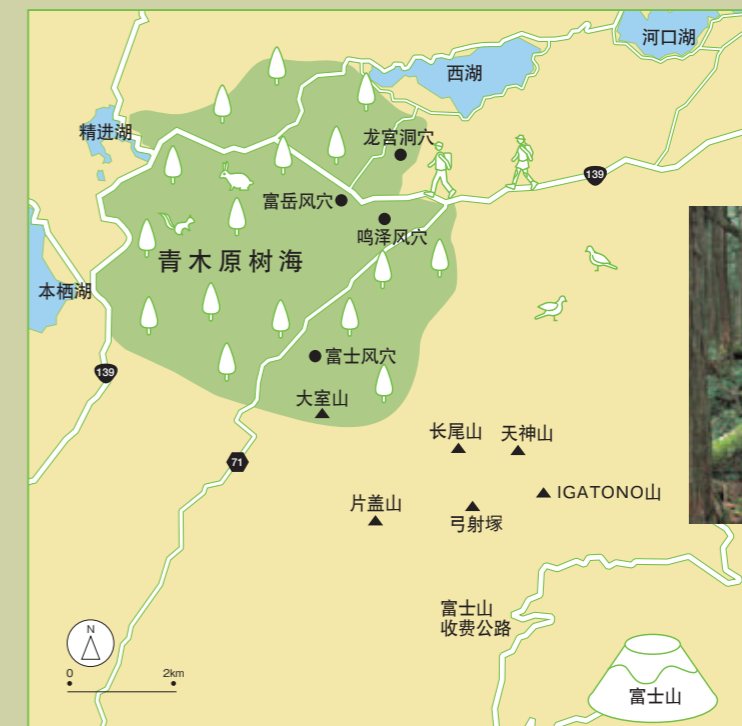 河口湖
西湖
精进湖
龙宫洞穴
139
富岳风穴
鸣泽风穴
青木原树海
本栖湖
富士风穴
139
大室山
长尾山
天神山
71
IGATONO山
片盖山
弓射塚
富士山
收费公路
N
0
2km
富士山